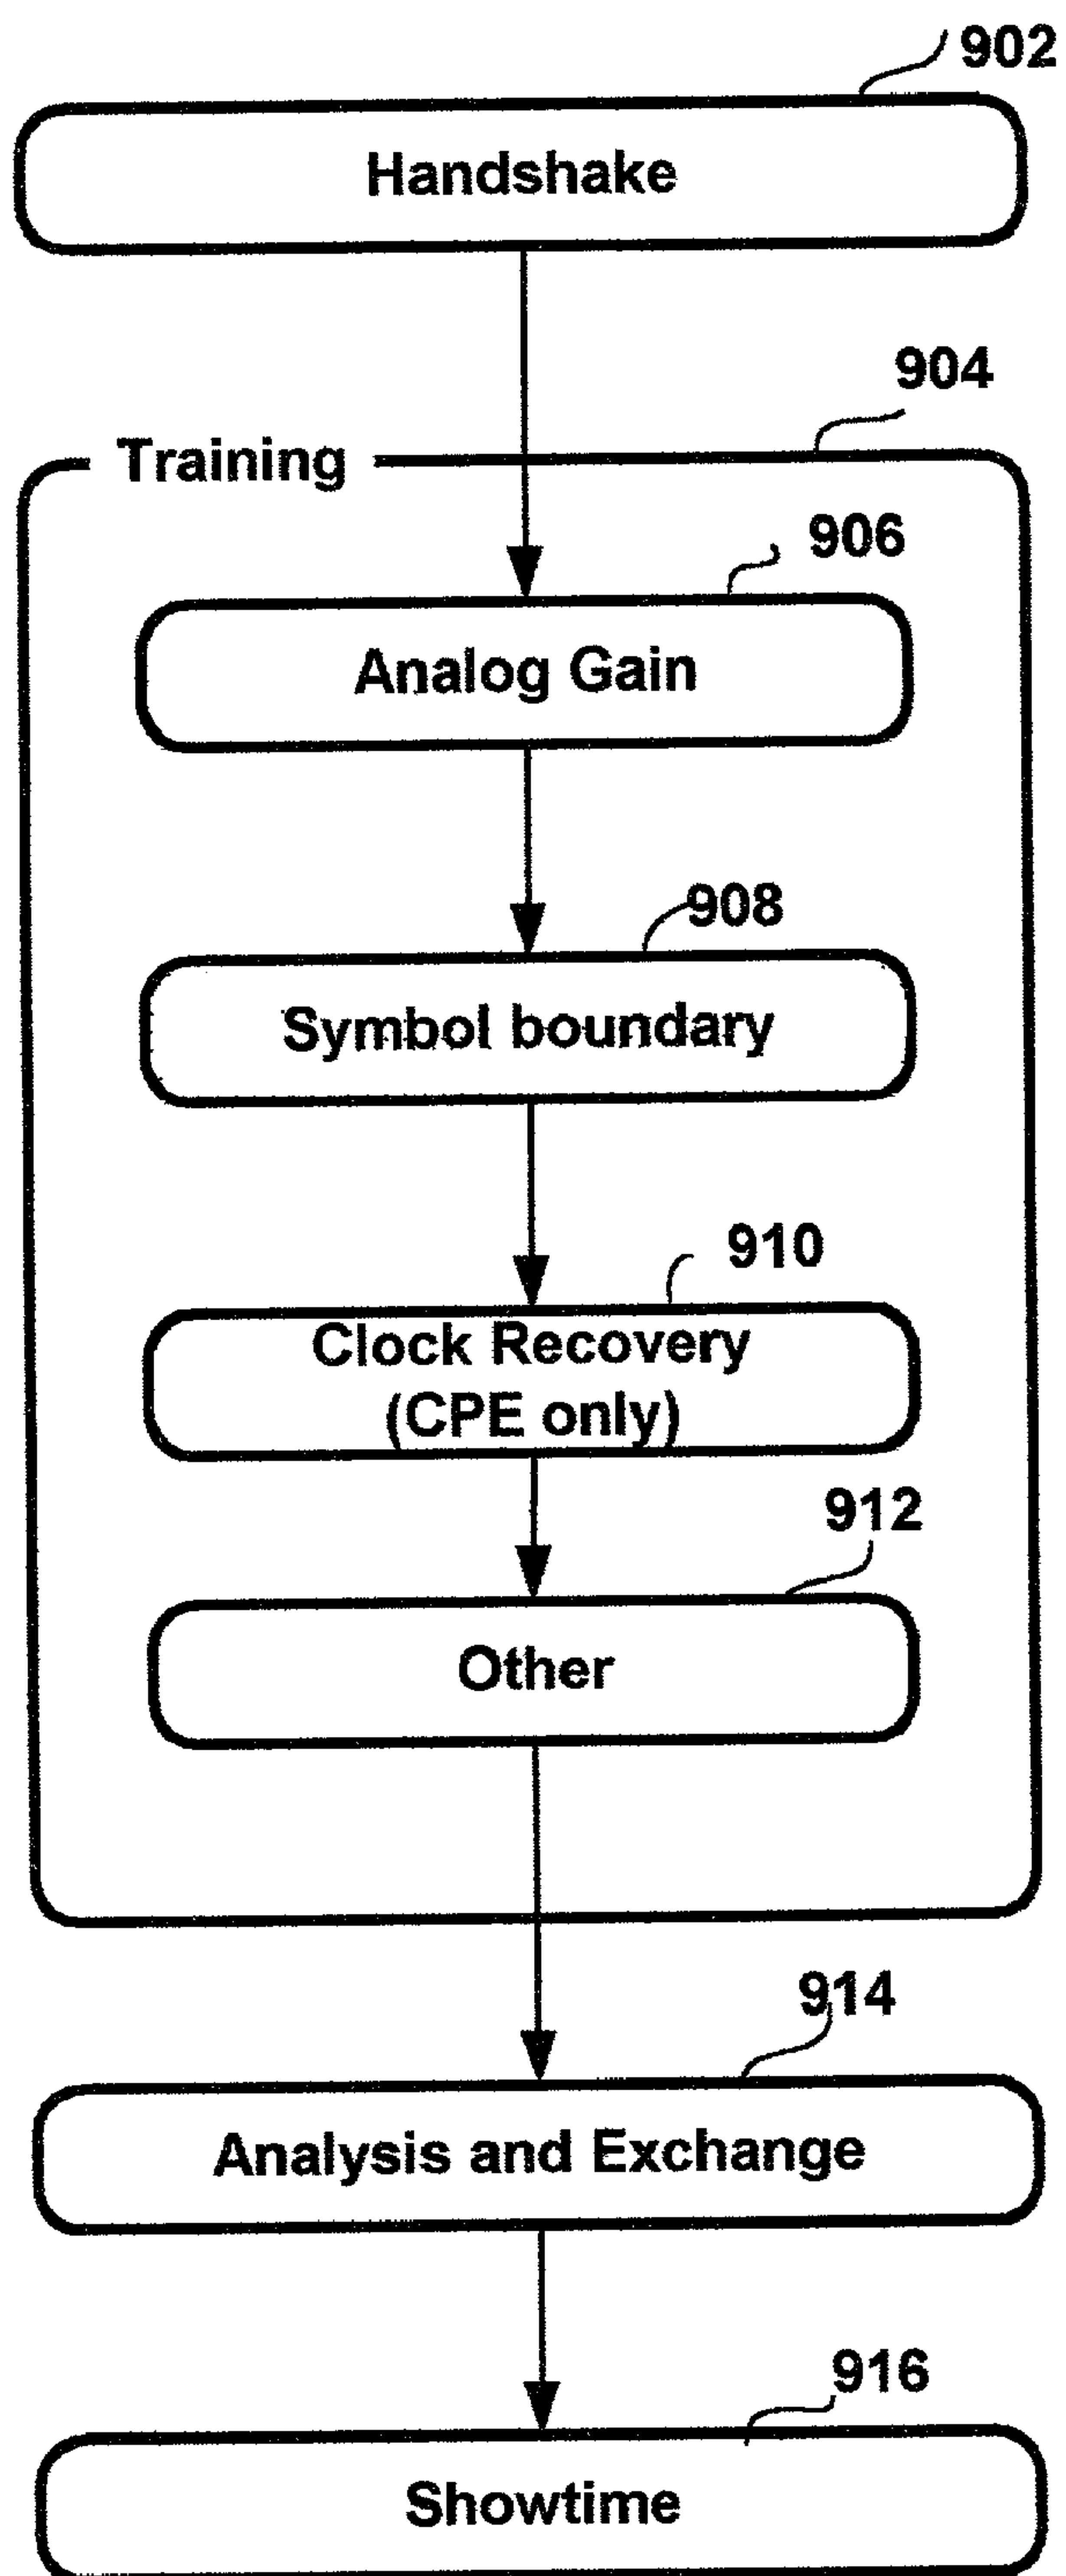 902
Handshake
904
Training
906
Analog Gain
908
Symbol boundary
910
Clock Recovery
(CPE only)
912
Other
914
Analysis and Exchange
916
Showtime